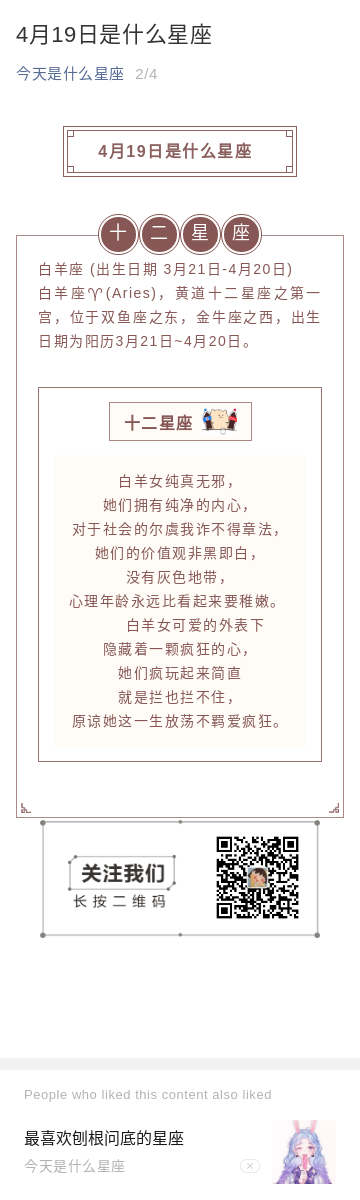 4月19日是什么星座
今天是什么星座 2/4
4月19日是什么星座
十二星座
白羊座 (出生日期 3月21日-4月20日)
白羊座♈(Aries)，黄道十二星座之第一
宫，位于双鱼座之东，金牛座之西，出生
日期为阳历3月21日~4月20日。
十二星座
白羊女纯真无邪，
她们拥有纯净的内心，
对于社会的尔虞我诈不得章法，
她们的价值观非黑即白，
没有灰色地带，
心理年龄永远比看起来要稚嫩。
白羊女可爱的外表下
隐藏着一颗疯狂的心，
她们疯玩起来简直
就是拦也拦不住，
原谅她这一生放荡不羁爱疯狂。
关注我们
长按二维码
People who liked this content also liked
最喜欢刨根问底的星座
今天是什么星座